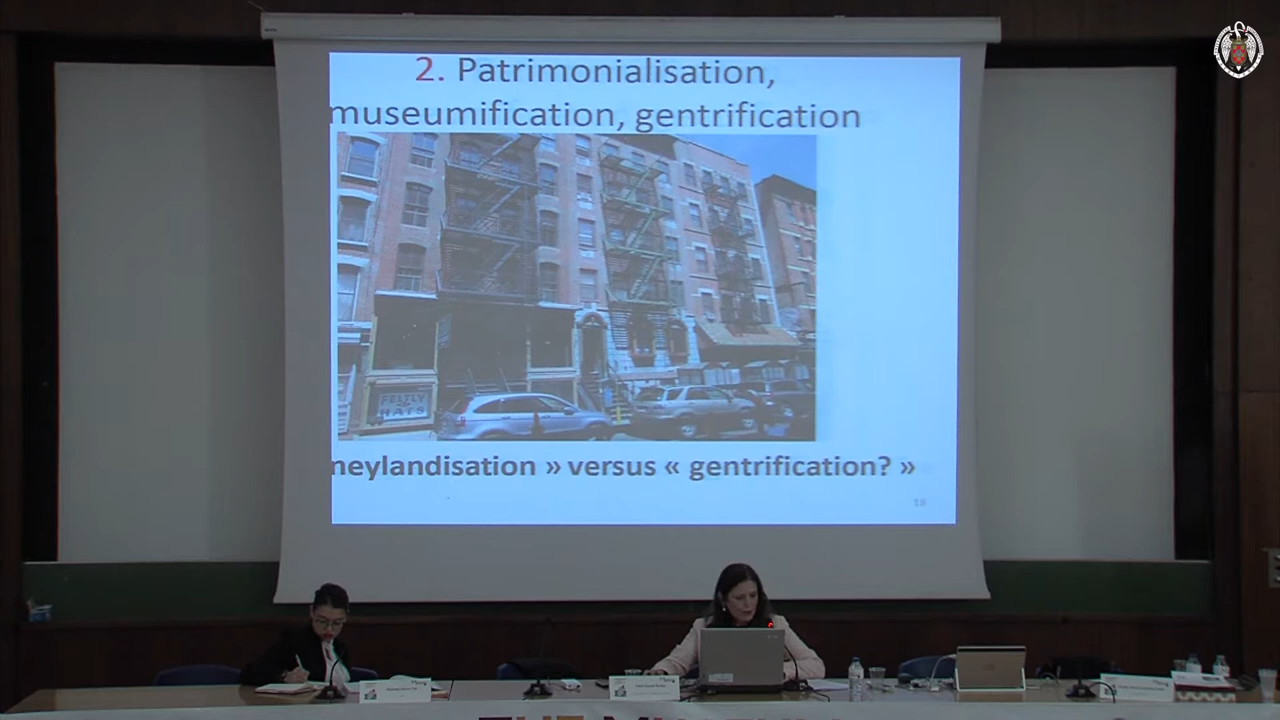 2. Patrimonialisation,
museumification, gentrification
FELTLY
HATS
neylandisation » versus « gentrification? »
18